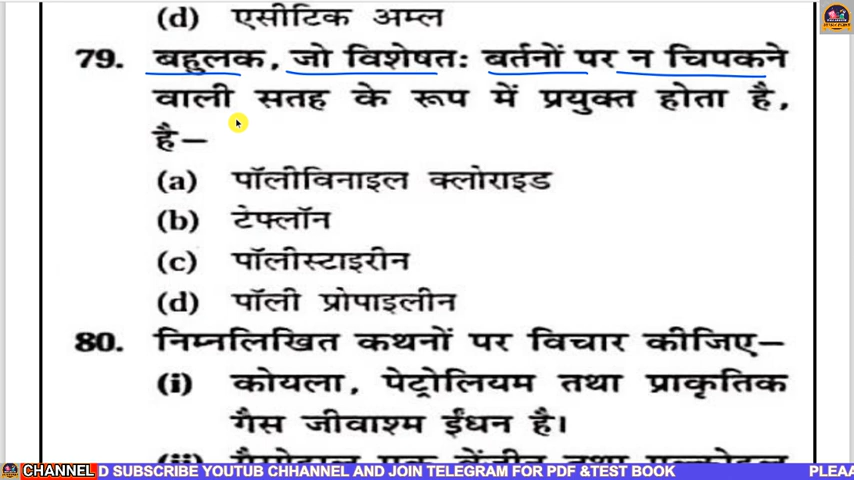 (d) एसीटिक अम्ल
79. बहुलक, जो विशेषतः बर्तनों पर न चिपकने
वाली सतह के रूप में प्रयुक्त होता है,
है–
(a) पॉलीविनाइल क्लोराइड
(b) टेफ्लॉन
(c) पॉलीस्टाइरीन
(d) पॉली प्रोपाइलीन
80. निम्नलिखित कथनों पर विचार कीजिए–
(i) कोयला, पेट्रोलियम तथा प्राकृतिक
गैस जीवाश्म ईंधन है।
(ii)
CHANNEL D SUBSCRIBE YOUTUB CHHANNEL AND JOIN TELEGRAM FOR PDF &TEST BOOK PLEA